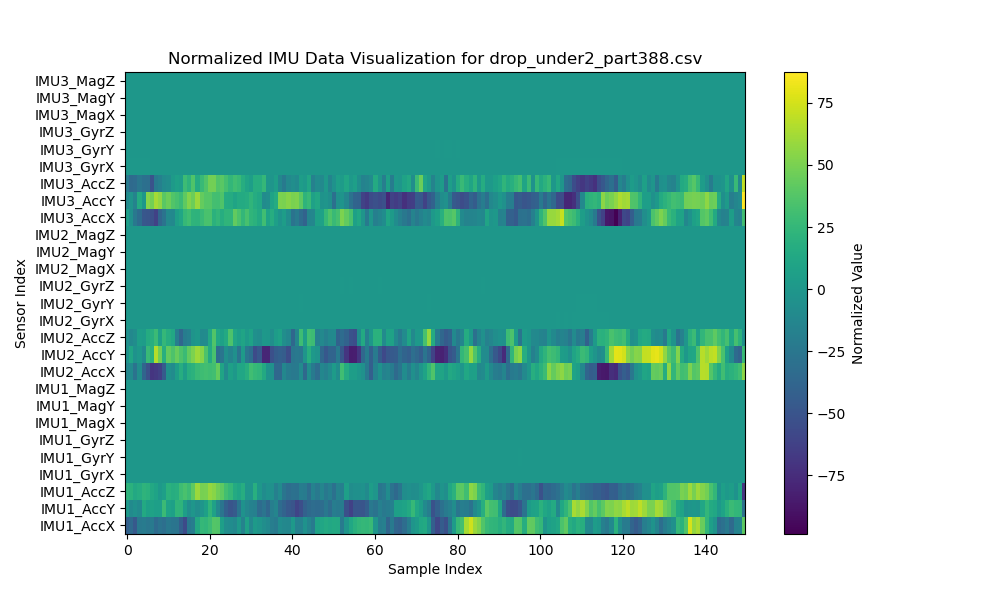 Normalized IMU Data Visualization for drop_under2_part388.csv
IMU3_MagZ
IMU3_MagY
IMU3_MagX
IMU3_GyrZ
IMU3_GyrY
IMU3_GyrX
IMU3_AccZ
IMU3_AccY
IMU3_AccX
IMU2_MagZ
IMU2_MagY
IMU2_MagX
IMU2_GyrZ
IMU2_GyrY
IMU2_GyrX
IMU2_AccZ
IMU2_AccY
IMU2_AccX
IMU1_MagZ
IMU1_MagY
IMU1_MagX
IMU1_GyrZ
IMU1_GyrY
IMU1_GyrX
IMU1_AccZ
IMU1_AccY
IMU1_AccX
Sensor Index
0 20 40 60 80 100 120 140
Sample Index
75
50
25
0
−25
−50
−75
Normalized Value